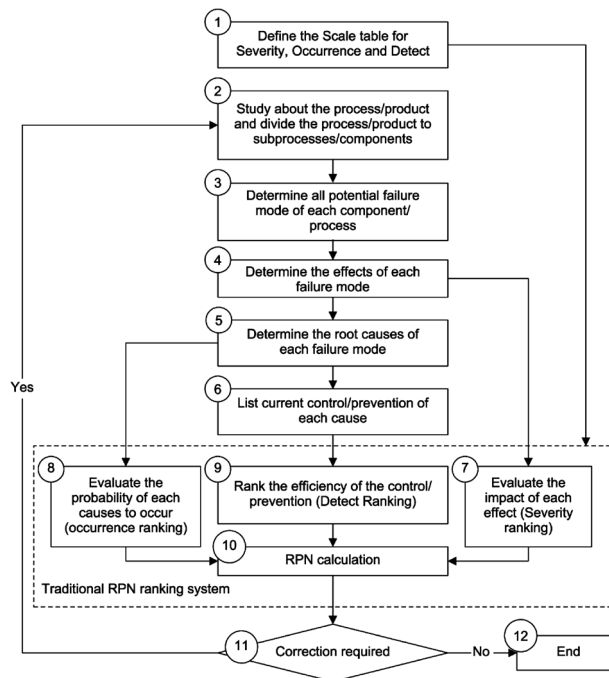 1
Define the Scale table for
Severity, Occurrence and Detect
2
Study about the process/product
and divide the process/product to
subprocesses/components
3
Determine all potential failure
mode of each component/
process
4
Determine the effects of each
failure mode
5
Determine the root causes of
each failure mode
Yes
6
List current control/prevention of
each cause
8
Evaluate the
probability of each
causes to occur
(occurrence ranking)
9
Rank the efficiency of the control/
prevention (Detect Ranking)
7
Evaluate the
impact of each
effect (Severity
ranking)
10
RPN calculation
Traditional RPN ranking system
11
Correction required
No
12
End